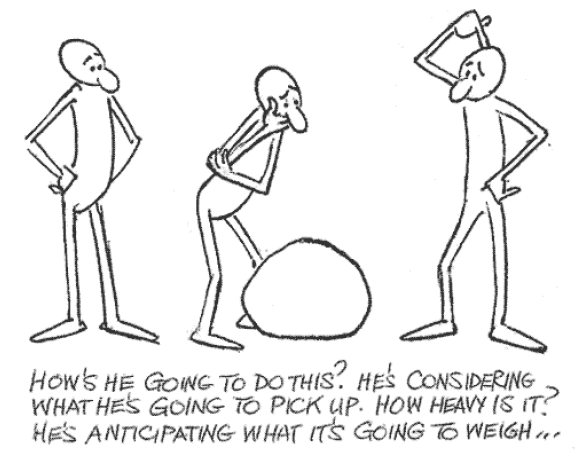 HOW'S HE GOING TO DO THIS? HE'S CONSIDERING
WHAT HE'S GOING TO PICK UP. HOW HEAVY IS IT?
HE'S ANTICIPATING WHAT IT'S GOING TO WEIGH...